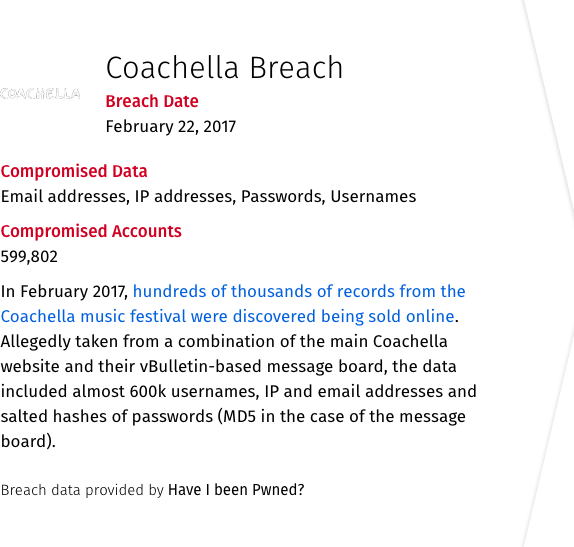 Coachella Breach
COACHELLA
Breach Date
February 22, 2017
Compromised Data
Email addresses, IP addresses, Passwords, Usernames
Compromised Accounts
599,802
In February 2017, hundreds of thousands of records from the
Coachella music festival were discovered being sold online.
Allegedly taken from a combination of the main Coachella
website and their vBulletin-based message board, the data
included almost 600k usernames, IP and email addresses and
salted hashes of passwords (MD5 in the case of the message
board).
Breach data provided by Have I been Pwned?